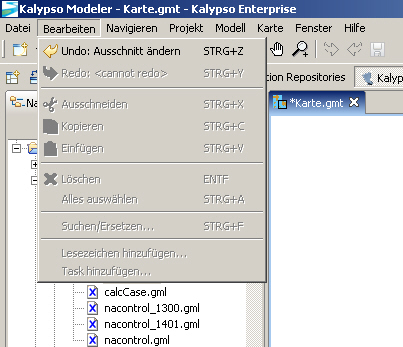 Kalypso Modeler - Karte.gmt - Kalypso Enterprise
Datei Bearbeiten Navigieren Projekt Modell Karte Fenster Hilfe
Undo: Ausschnitt ändern STRG+Z
Redo: <cannot redo> STRG+Y
ion Repositories Kalyp
Ausschneiden STRG+X
Na
*Karte.gmt
Kopieren STRG+C
Einfügen STRG+V
Löschen ENTF
Alles auswählen STRG+A
Suchen/Ersetzen... STRG+F
Lesezeichen hinzufügen...
Task hinzufügen...
calcCase.gml
nacontrol_1300.gml
nacontrol_1401.gml
nacontrol.gml